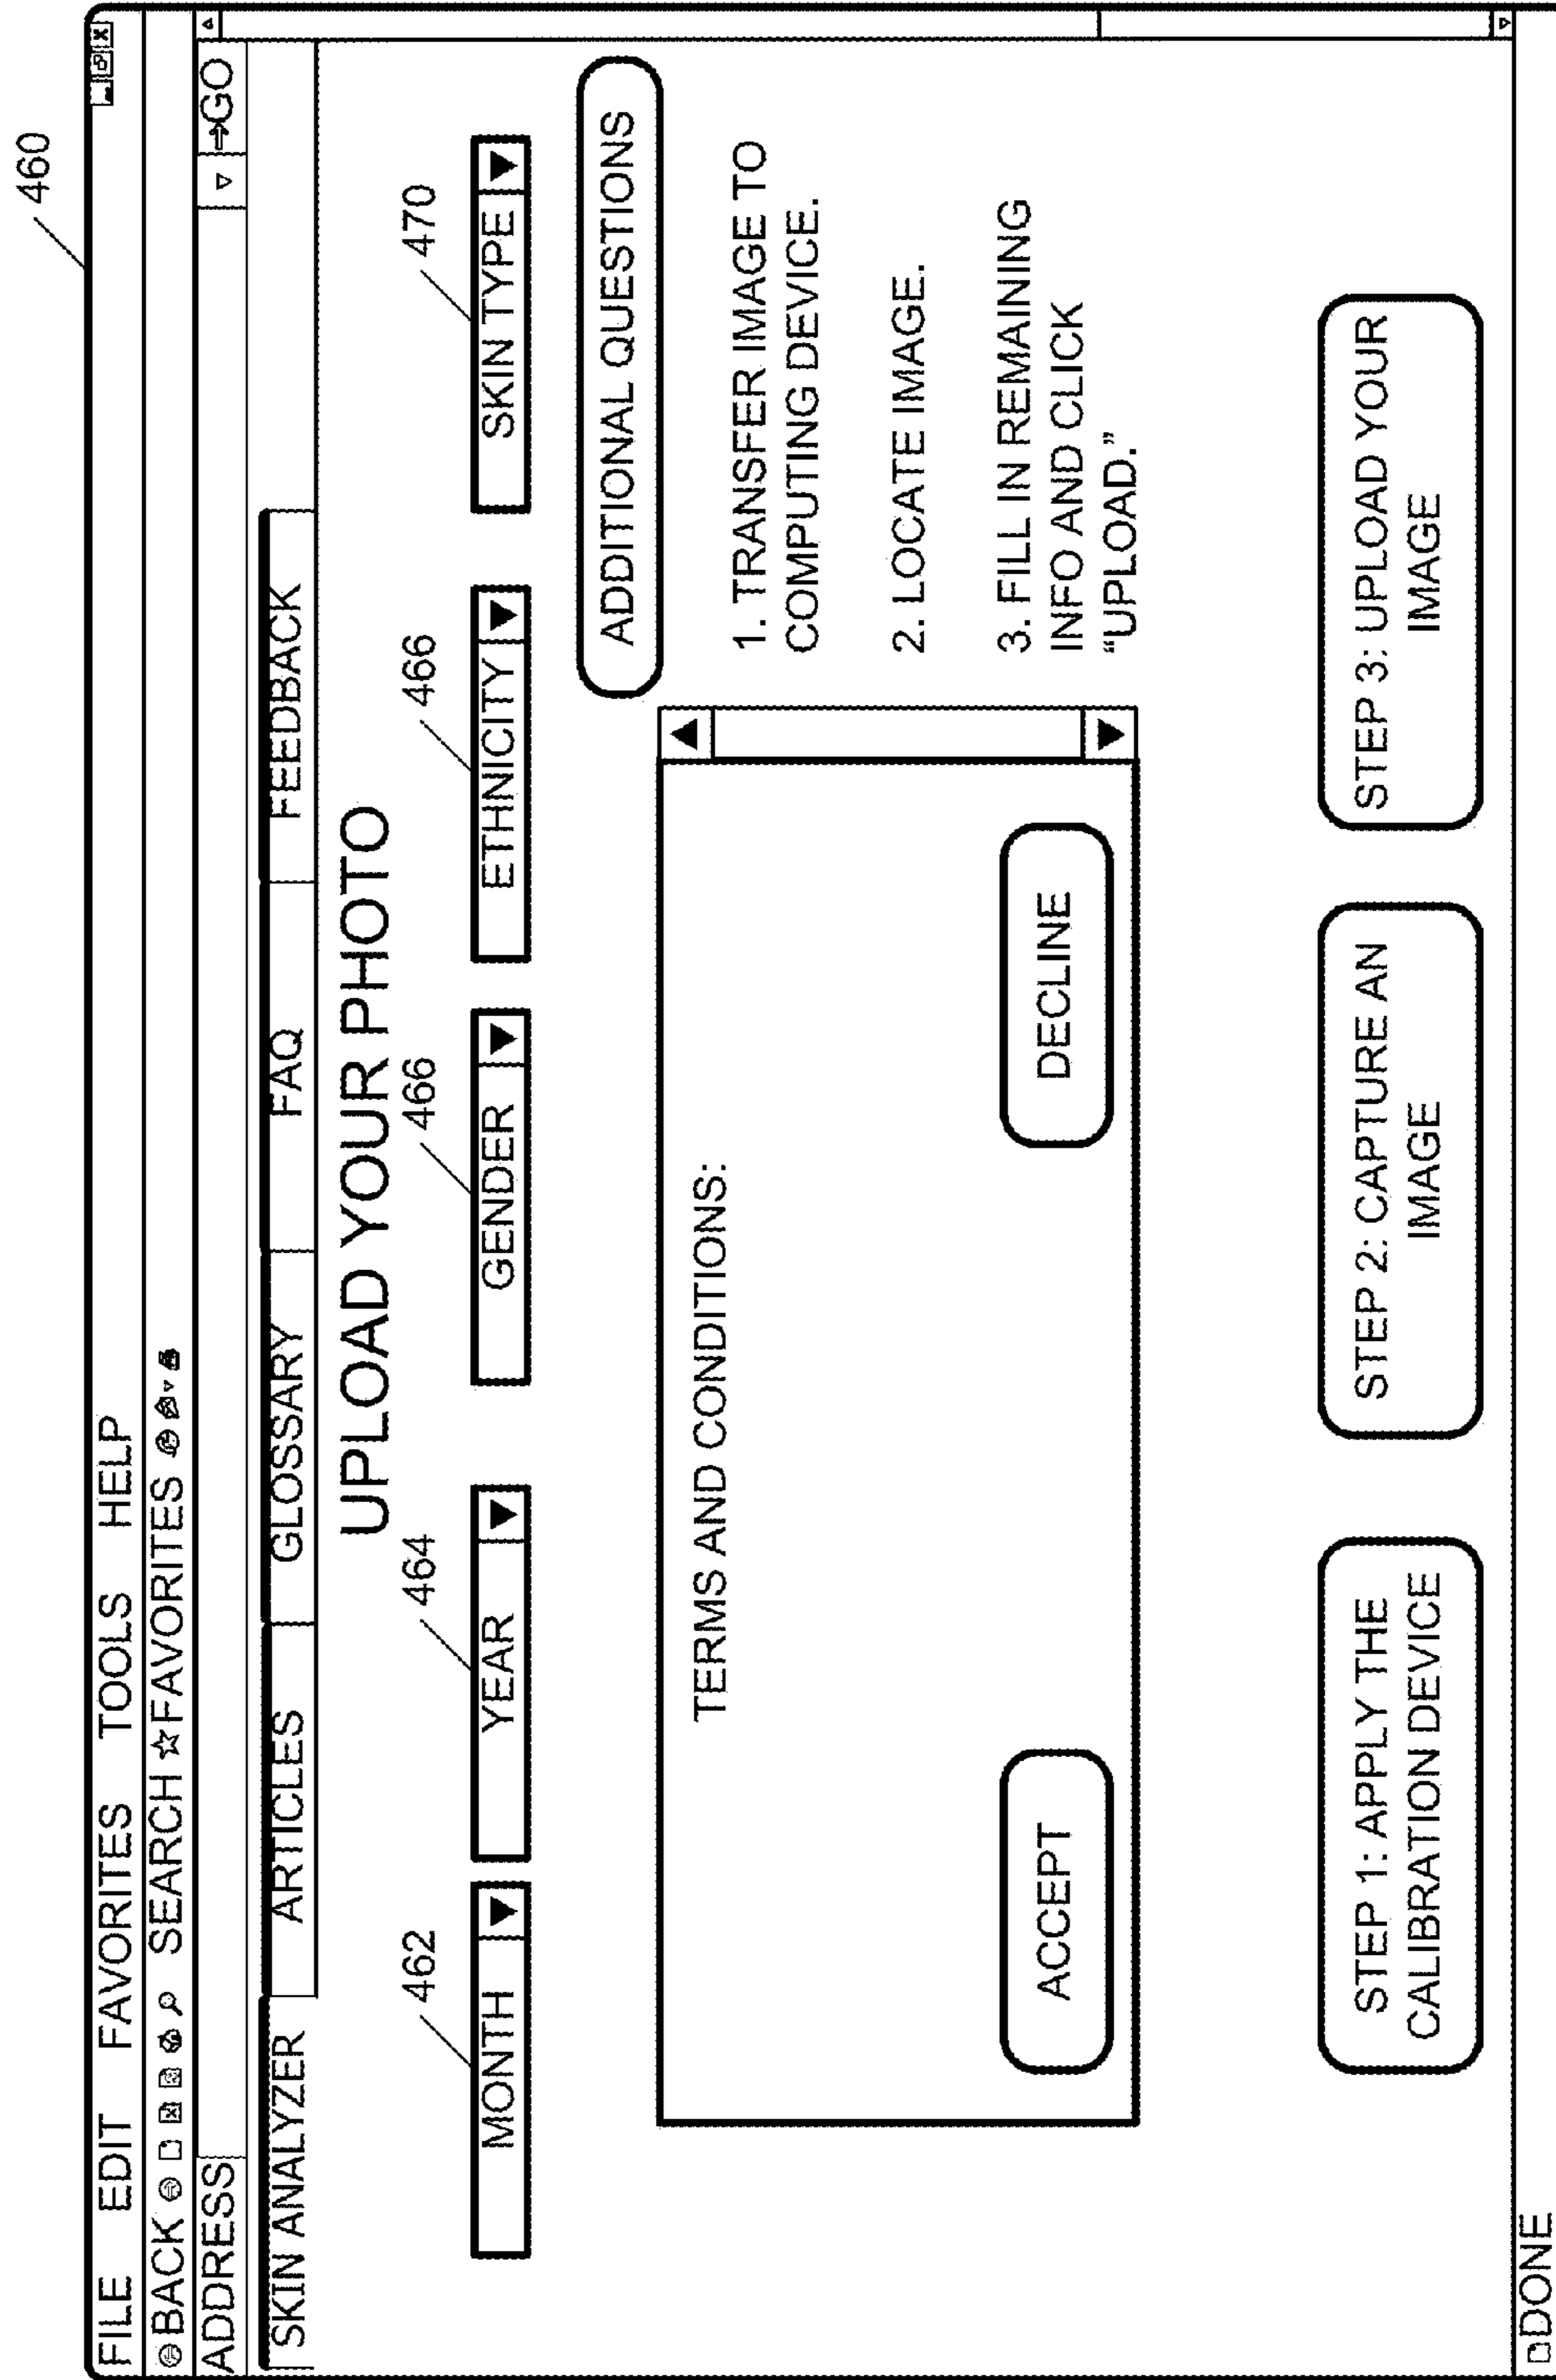 460
FILE EDIT FAVORITES TOOLS HELP
BACK SEARCH FAVORITES
ADDRESS GO
SKIN ANALYZER ARTICLES GLOSSARY FAQ FEEDBACK
UPLOAD YOUR PHOTO
462 464 466 466 470
MONTH YEAR GENDER ETHNICITY SKIN TYPE
ADDITIONAL QUESTIONS
TERMS AND CONDITIONS:
ACCEPT DECLINE
1. TRANSFER IMAGE TO
COMPUTING DEVICE.
2. LOCATE IMAGE.
3. FILL IN REMAINING
INFO AND CLICK
“UPLOAD.”
STEP 1: APPLY THE
CALIBRATION DEVICE
STEP 2: CAPTURE AN
IMAGE
STEP 3: UPLOAD YOUR
IMAGE
DONE